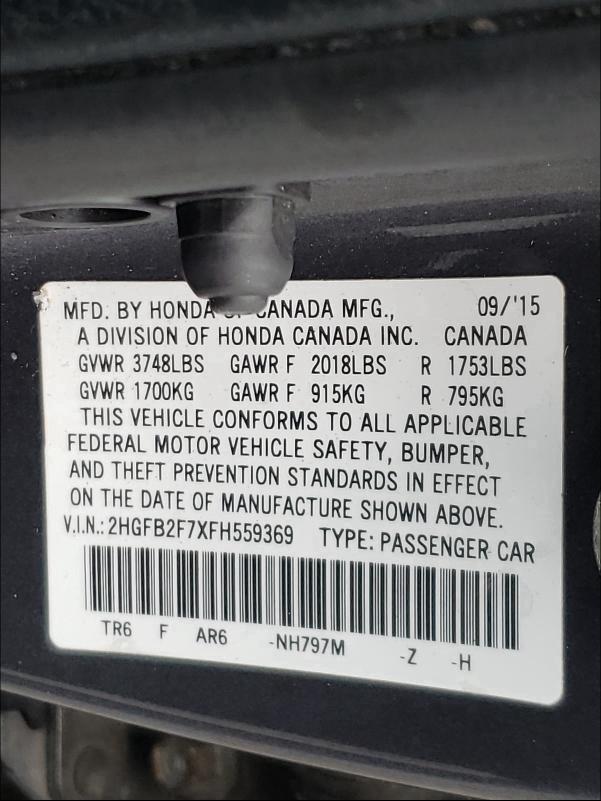 MFD. BY HONDA CANADA MFG., 09/'15
A DIVISION OF HONDA CANADA INC. CANADA
GVWR 3748LBS GAWR F 2018LBS R 1753LBS
GVWR 1700KG GAWR F 915KG R 795KG
THIS VEHICLE CONFORMS TO ALL APPLICABLE
FEDERAL MOTOR VEHICLE SAFETY, BUMPER,
AND THEFT PREVENTION STANDARDS IN EFFECT
ON THE DATE OF MANUFACTURE SHOWN ABOVE.
V.I.N.: 2HGFB2F7XFH559369 TYPE: PASSENGER CAR
TR6 F AR6 -NH797M -Z -H